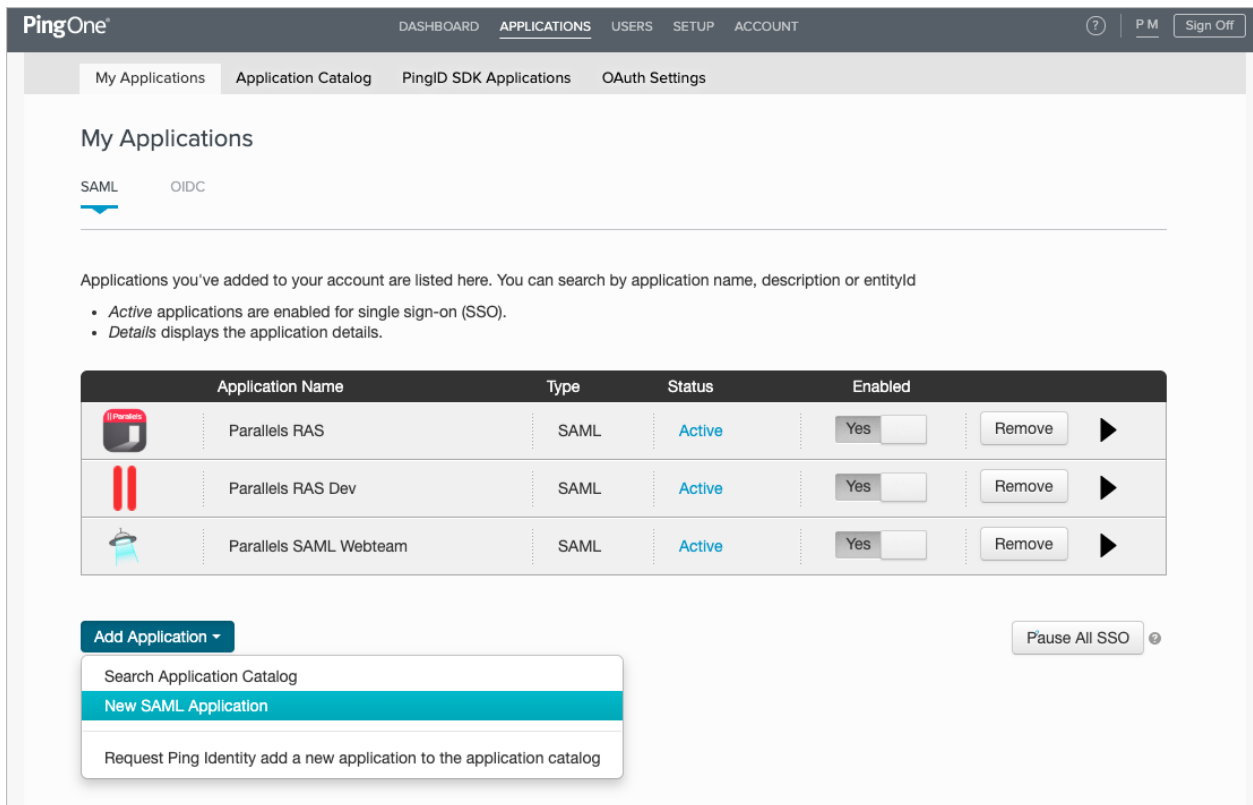 PingOne® DASHBOARD APPLICATIONS USERS SETUP ACCOUNT ? P M Sign Off
My Applications Application Catalog PingID SDK Applications OAuth Settings
My Applications
SAML OIDC
Applications you've added to your account are listed here. You can search by application name, description or entityId
• Active applications are enabled for single sign-on (SSO).
• Details displays the application details.
Application Name Type Status Enabled
|| Parallels
Parallels RAS SAML Active Yes Remove
Parallels RAS Dev SAML Active Yes Remove
Parallels SAML Webteam SAML Active Yes Remove
Add Application Pause All SSO ?
Search Application Catalog
New SAML Application
Request Ping Identity add a new application to the application catalog